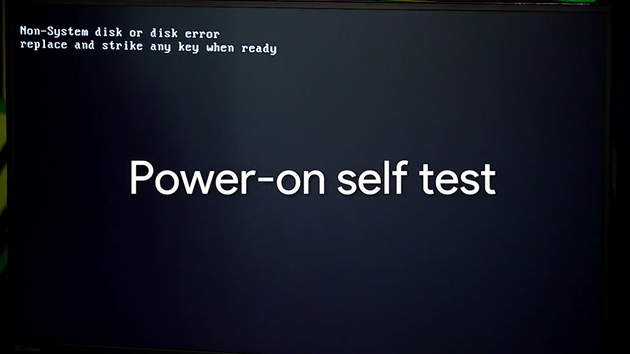 Non-System disk or disk error
replace and strike any key when ready
Power-on self test